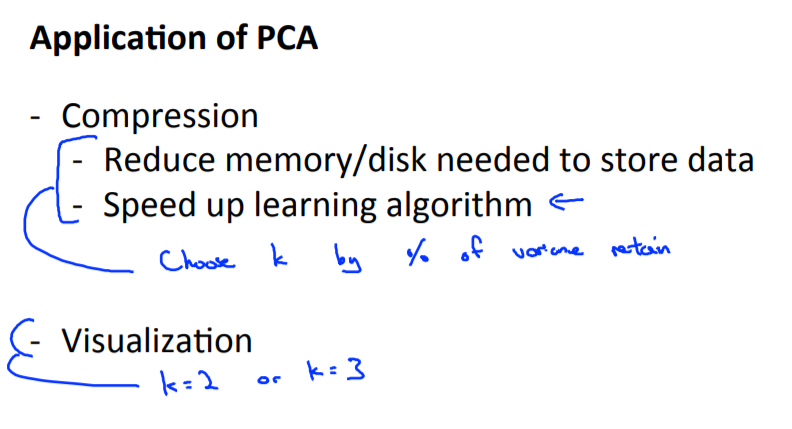 Application of PCA
- Compression
- Reduce memory/disk needed to store data
- Speed up learning algorithm ←
Choose k by % of variance retain
- Visualization
k=2 or k=3